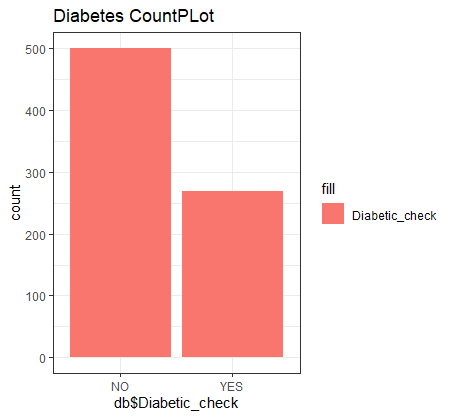 Diabetes CountPLot
500
400
300
200
100
0
count
NO YES
db$Diabetic_check
fill
Diabetic_check